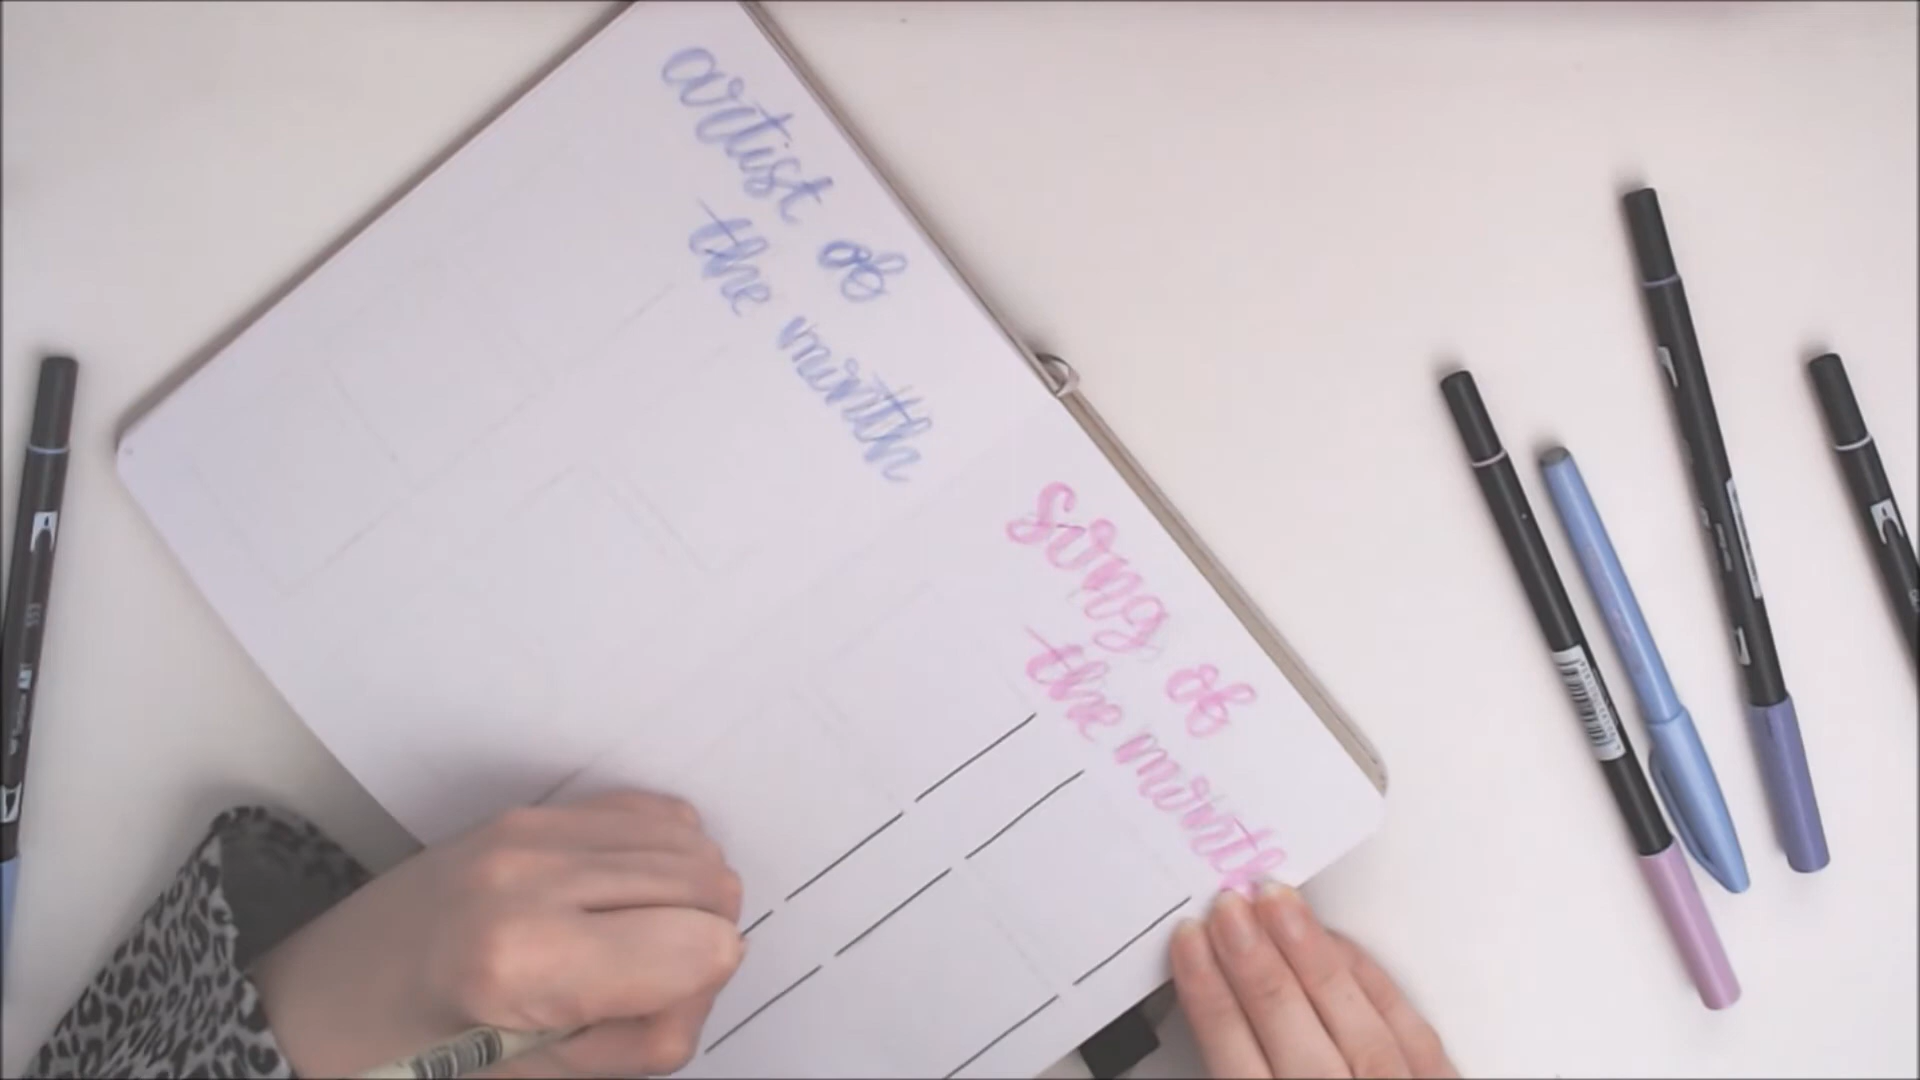 artist of
the month
song of
the month